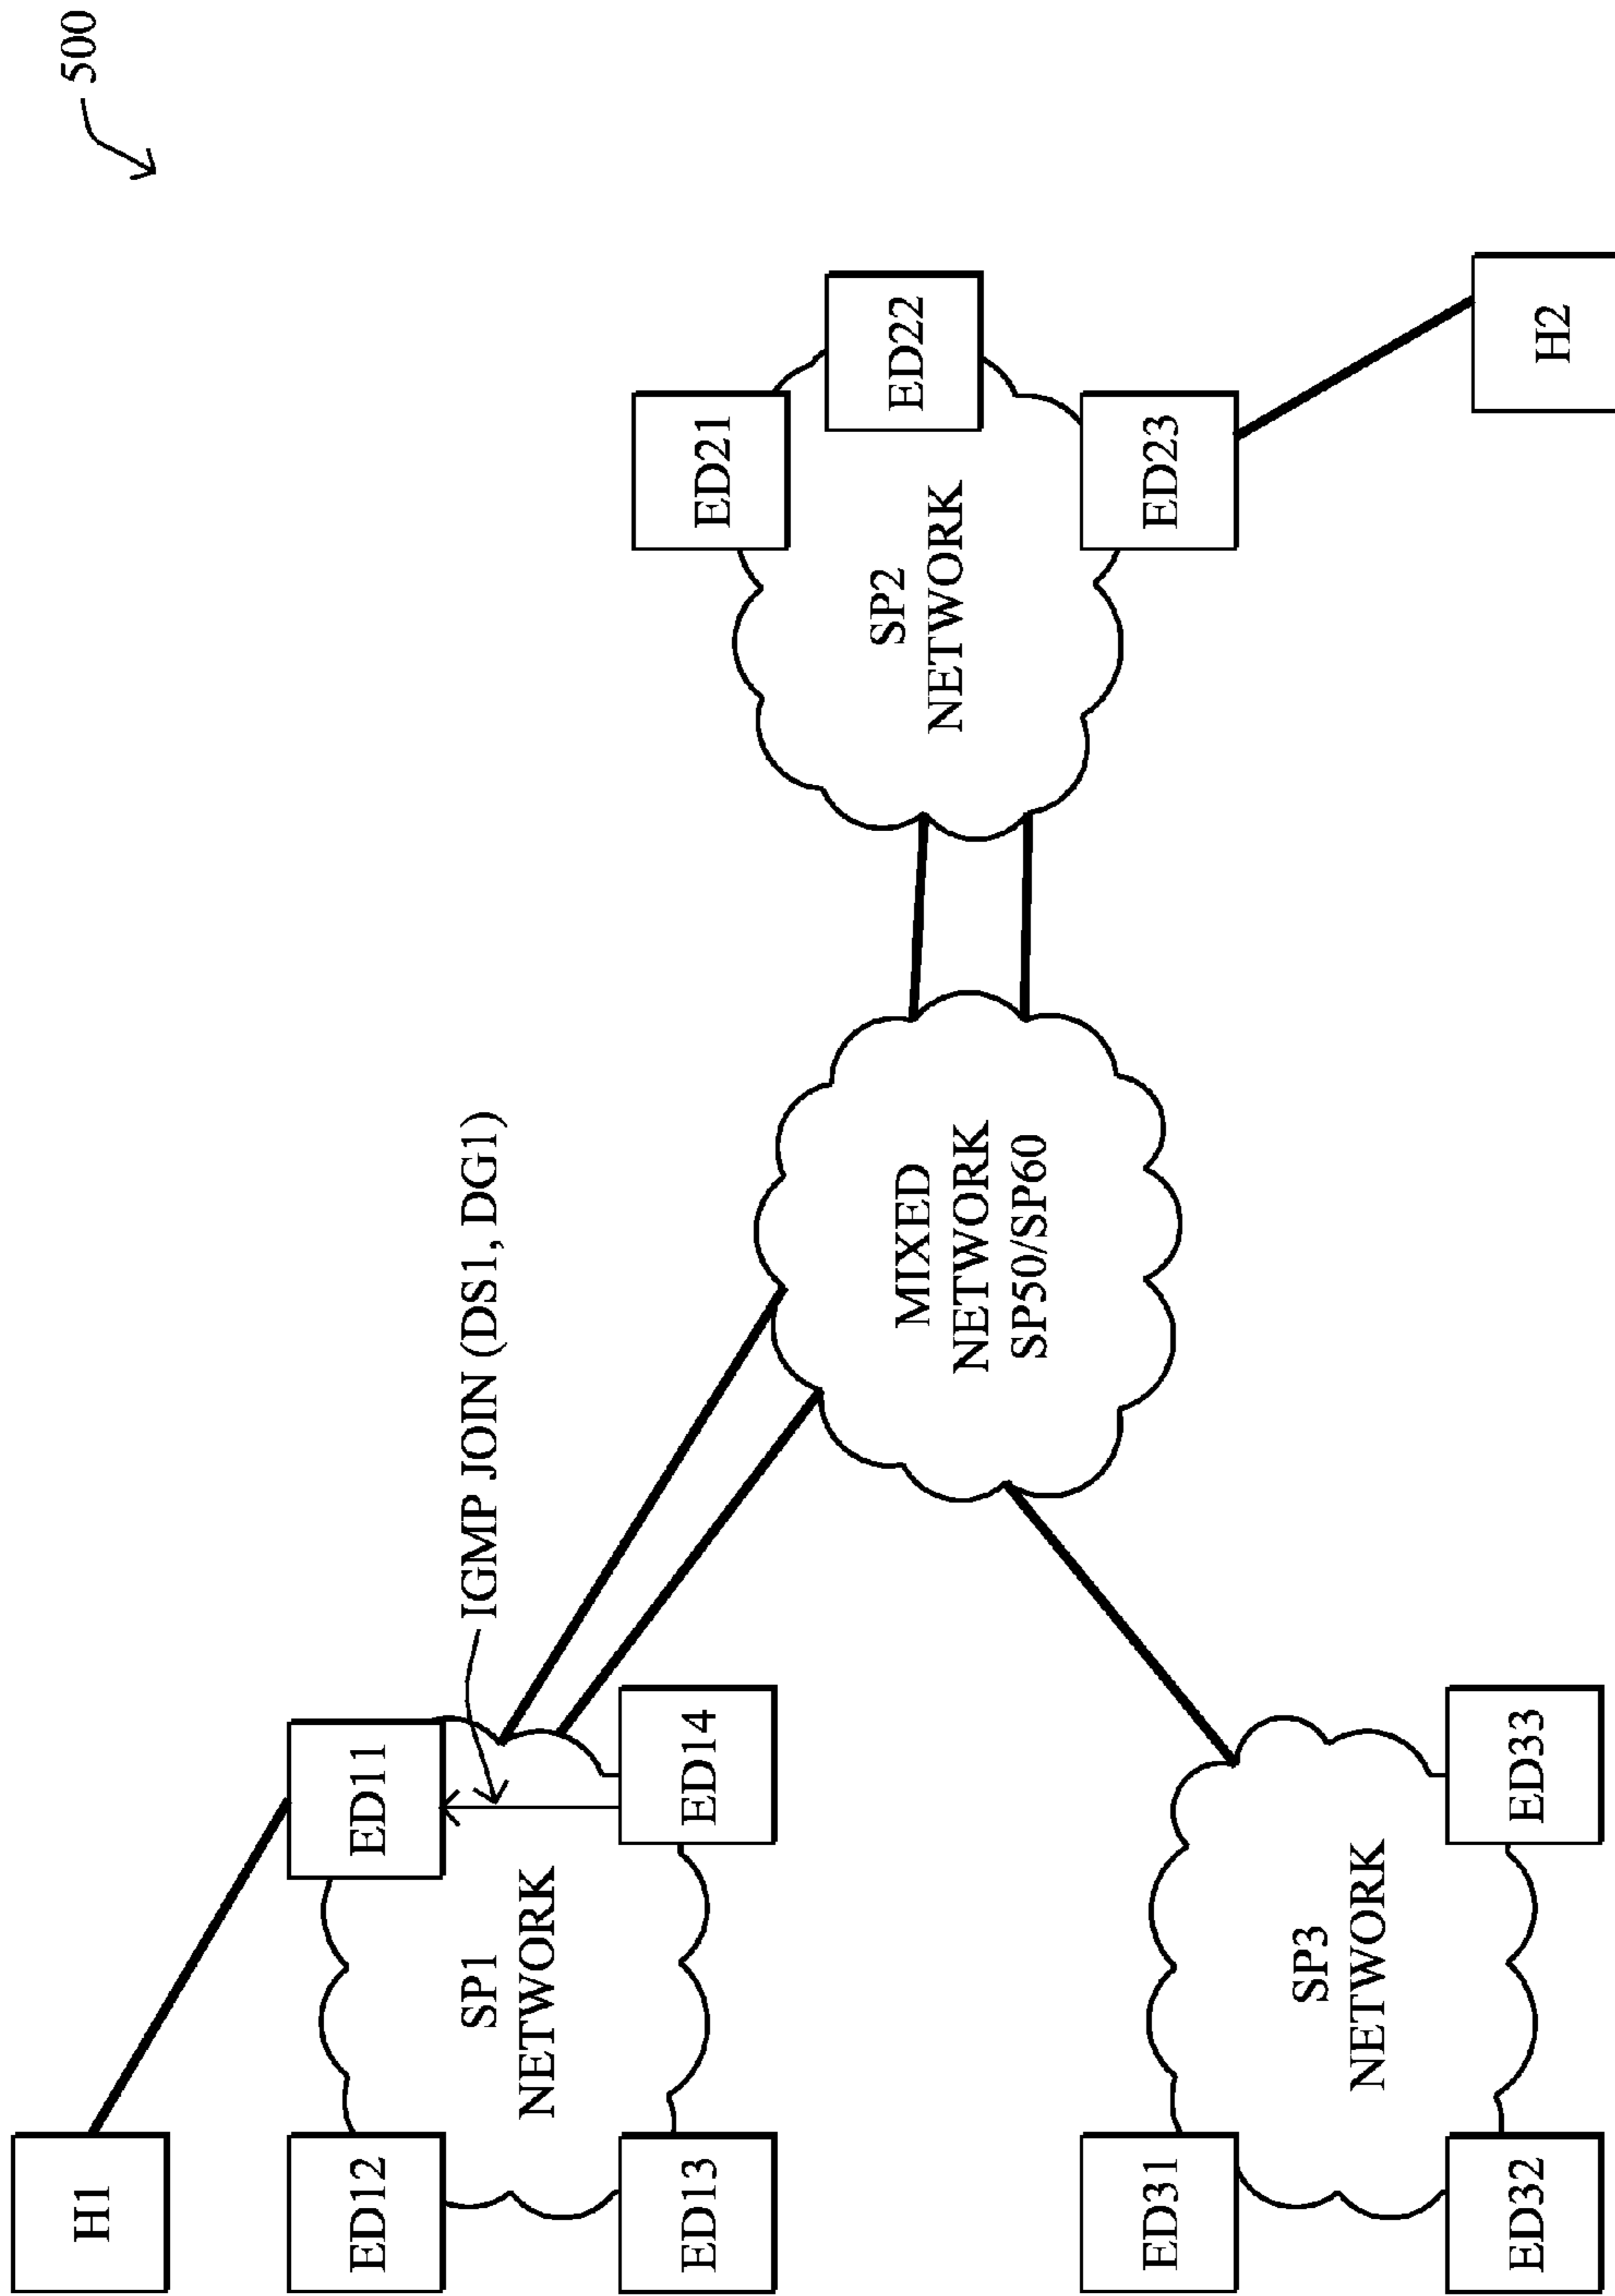 500
H1
ED11
ED12
IGMP JOIN (DS1, DG1)
SP1
NETWORK
ED13
ED14
ED21
ED22
SP2
NETWORK
ED23
MIXED
NETWORK
SP50/SP60
H2
ED31
SP3
NETWORK
ED32
ED33